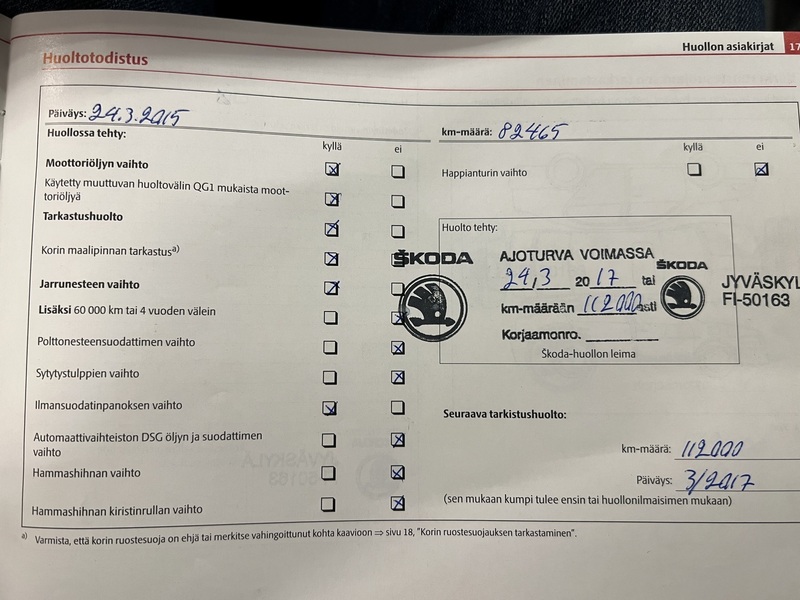 Huollon asiakirjat 17
Huoltotodistus
Päiväys: 24.3.2015
Huollossa tehty:
kyllä ei
Moottoriöljyn vaihto
Käytetty muuttuvan huoltovälin QG1 mukaista moot-
toriöljyä
Tarkastushuolto
Korin maalipinnan tarkastusa)
Jarrunesteen vaihto
Lisäksi 60 000 km tai 4 vuoden välein
Polttonesteensuodattimen vaihto
Sytytystulppien vaihto
Ilmansuodatinpanoksen vaihto
Automaattivaihteiston DSG öljyn ja suodattimen
vaihto
Hammashihnan vaihto
Hammashihnan kiristinrullan vaihto
km-määrä: 82465
kyllä ei
Happianturin vaihto
Huolto tehty:
ŠKODA
AJOTURVA VOIMASSA
24,3 2017 tai
km-määrään 112000 asti
Korjaamonro.
Škoda-huollon leima
ŠKODA
JYVÄSKYL
FI-50163
Seuraava tarkistushuolto:
km-määrä: 112000
Päiväys: 3/2017
(sen mukaan kumpi tulee ensin tai huollonilmaisimen mukaan)
a) Varmista, että korin ruostesuoja on ehjä tai merkitse vahingoittunut kohta kaavioon ⇒ sivu 18, "Korin ruostesuojauksen tarkastaminen".